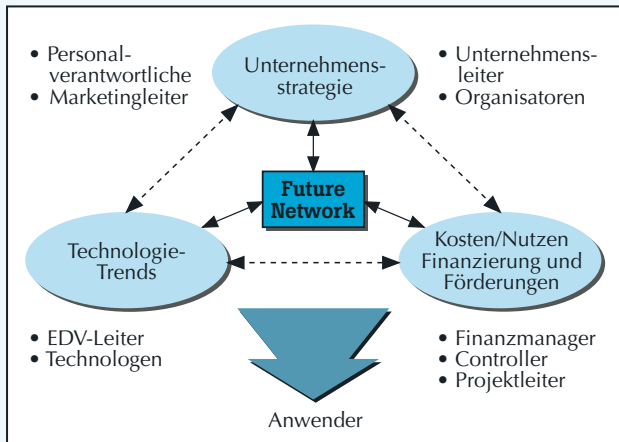 • Personal-
verantwortliche
• Marketingleiter
Unternehmens-
strategie
• Unternehmens-
leiter
• Organisatoren
Future
Network
Technologie-
Trends
Kosten/Nutzen
Finanzierung und
Förderungen
• EDV-Leiter
• Technologen
• Finanzmanager
• Controller
• Projektleiter
Anwender